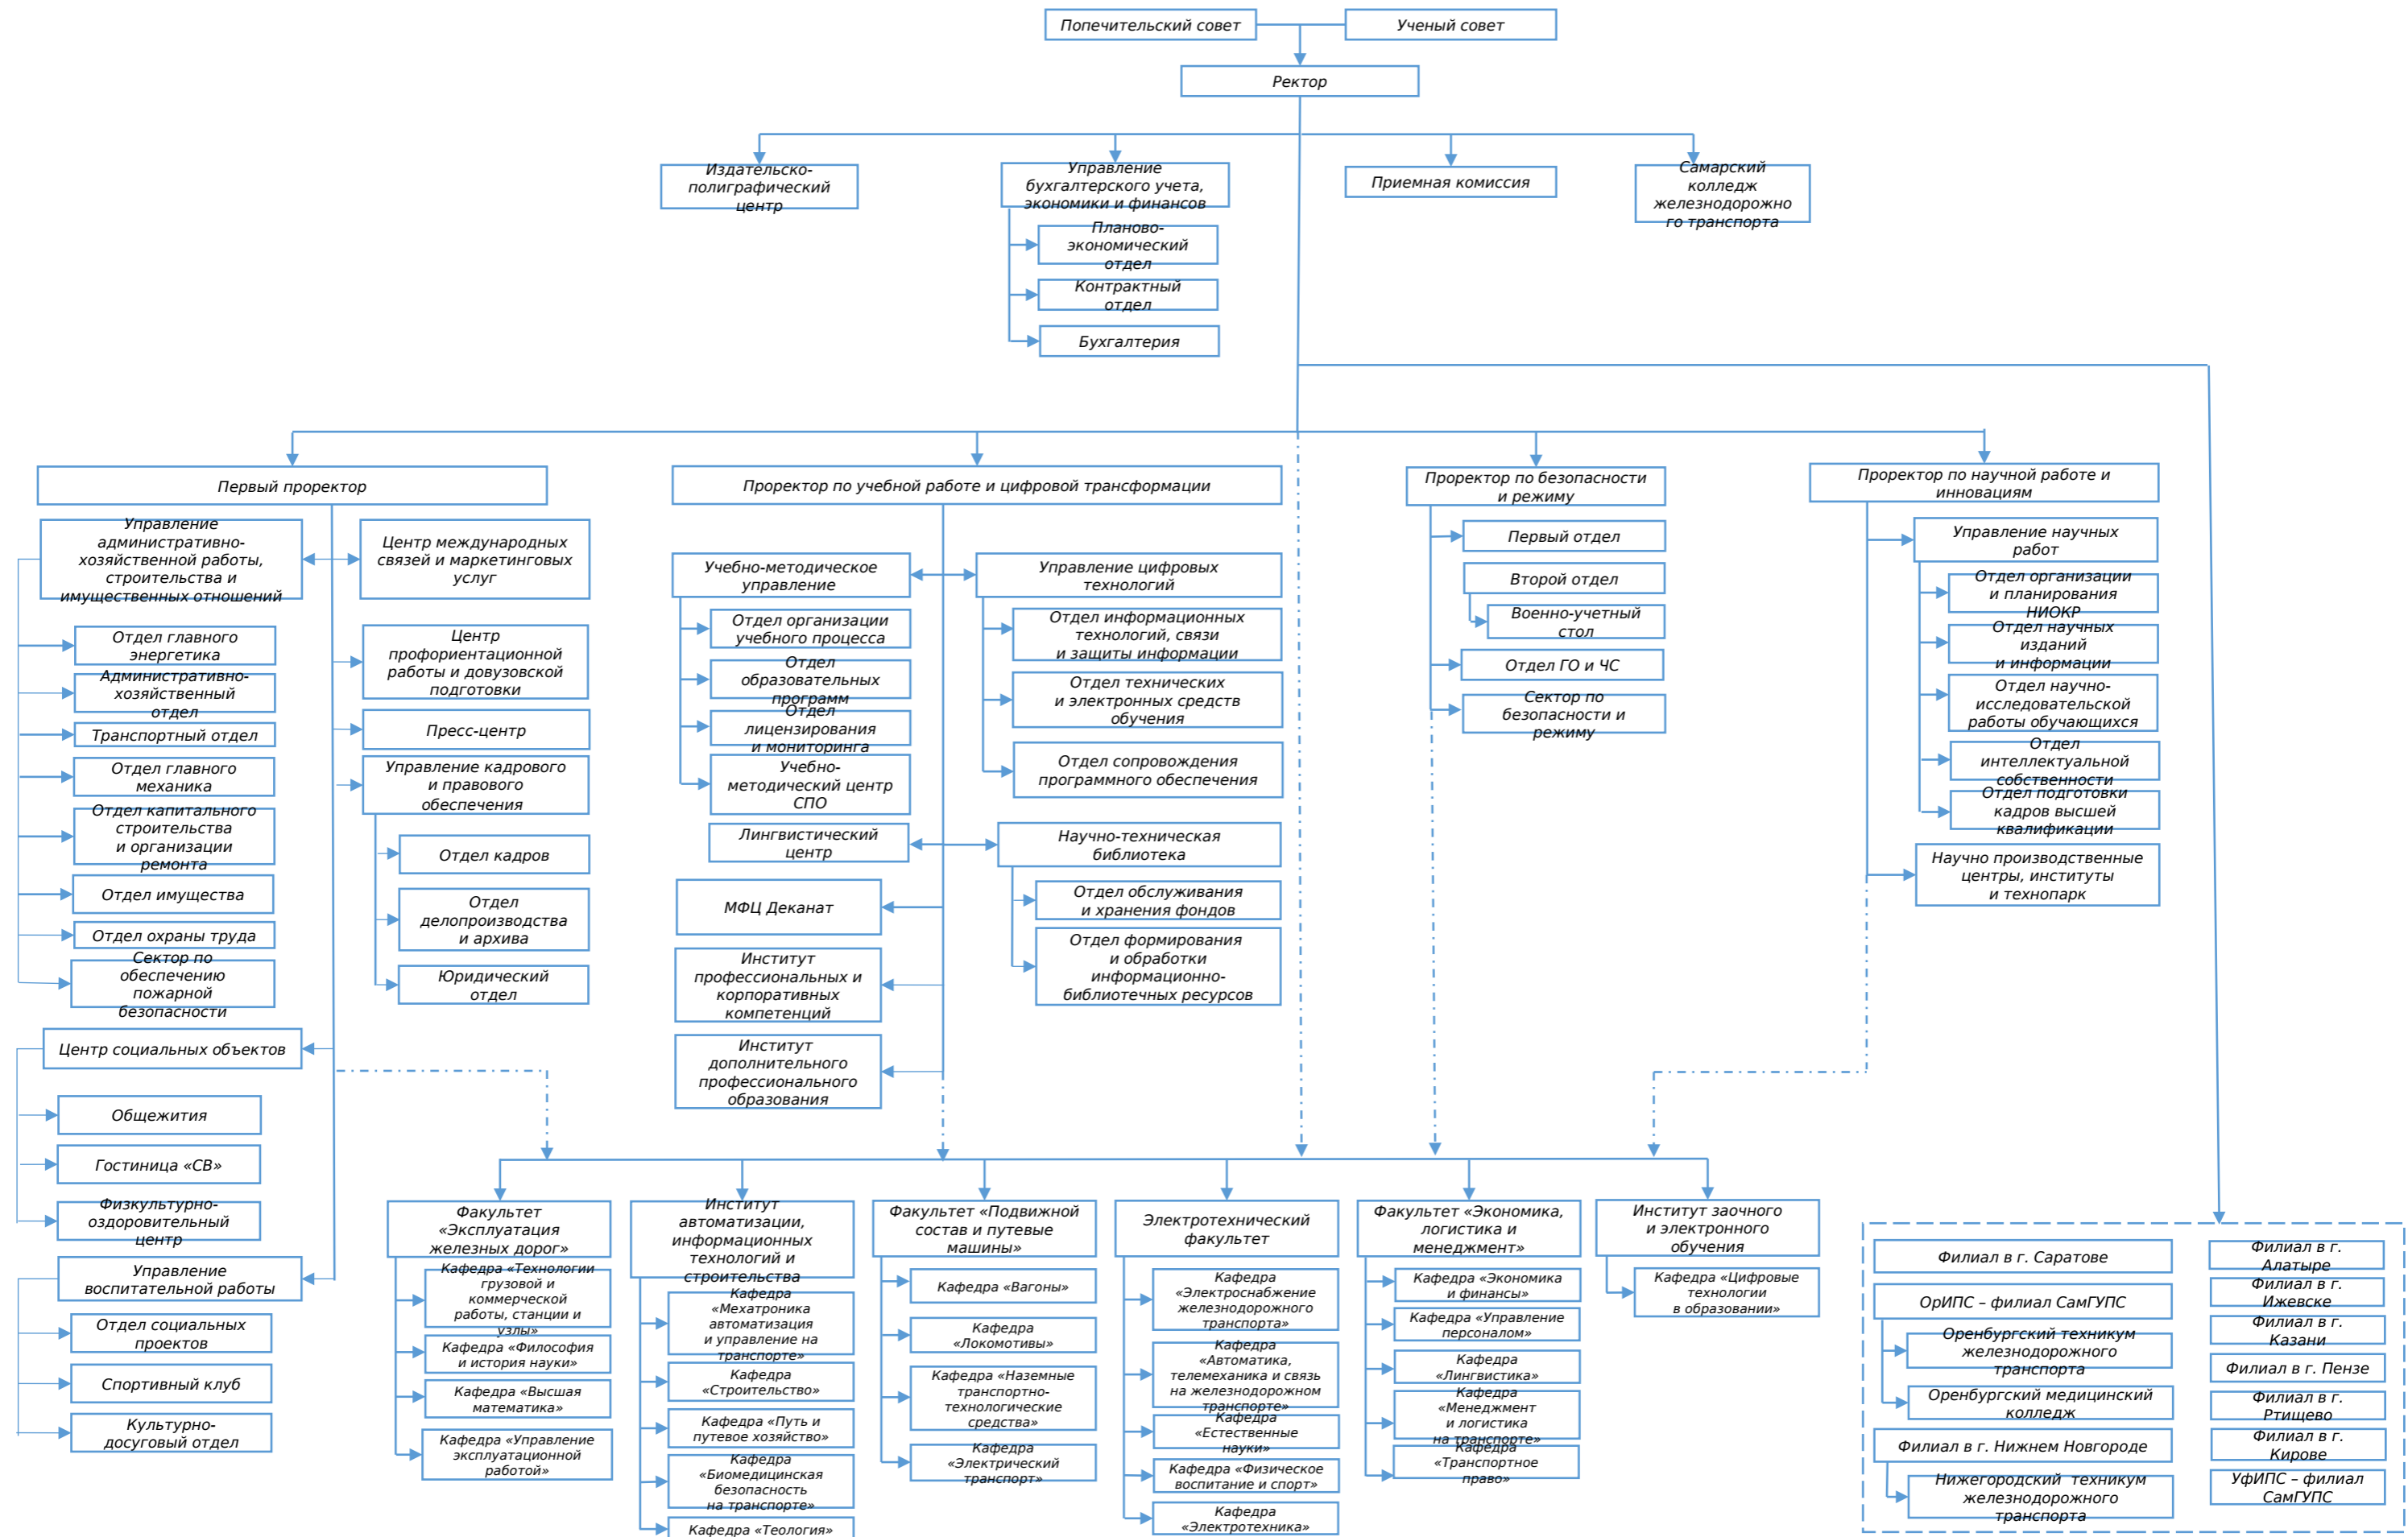 Попечительский совет
Ученый совет
Ректор
Издательско-
полиграфический
центр
Управление
бухгалтерского учета,
экономики и финансов
Приемная комиссия
Самарский
колледж
железнодорожно
го транспорта
Планово-
экономический
отдел
Контрактный
отдел
Бухгалтерия
Первый проректор
Управление
административно-
хозяйственной работы,
строительства и
имущественных отношений
Отдел главного
энергетика
Административно-
хозяйственный
отдел
Транспортный отдел
Отдел главного
механика
Отдел капитального
строительства
и организации
ремонта
Отдел имущества
Отдел охраны труда
Сектор по
обеспечению
пожарной
безопасности
Центр социальных объектов
Общежития
Гостиница «СВ»
Физкультурно-
оздоровительный
центр
Управление
воспитательной работы
Отдел социальных
проектов
Спортивный клуб
Культурно-
досуговый отдел
Центр международных
связей и маркетинговых
услуг
Центр
профориентационной
работы и довузовской
подготовки
Пресс-центр
Управление кадрового
и правового
обеспечения
Отдел кадров
Отдел
делопроизводства
и архива
Юридический
отдел
Проректор по учебной работе и цифровой трансформации
Учебно-методическое
управление
Отдел организации
учебного процесса
Отдел
образовательных
программ
Отдел
лицензирования
и мониторинга
Учебно-
методический центр
СПО
Лингвистический
центр
МФЦ Деканат
Институт
профессиональных и
корпоративных
компетенций
Институт
дополнительного
профессионального
образования
Управление цифровых
технологий
Отдел информационных
технологий, связи
и защиты информации
Отдел технических
и электронных средств
обучения
Отдел сопровождения
программного обеспечения
Научно-техническая
библиотека
Отдел обслуживания
и хранения фондов
Отдел формирования
и обработки
информационно-
библиотечных ресурсов
Проректор по безопасности
и режиму
Первый отдел
Второй отдел
Военно-учетный
стол
Отдел ГО и ЧС
Сектор по
безопасности и
режиму
Проректор по научной работе и
инновациям
Управление научных
работ
Отдел организации
и планирования
НИОКР
Отдел научных
изданий
и информации
Отдел научно-
исследовательской
работы обучающихся
Отдел
интеллектуальной
собственности
Отдел подготовки
кадров высшей
квалификации
Научно производственные
центры, институты
и технопарк
Факультет
«Эксплуатация
железных дорог»
Кафедра «Технологии
грузовой и
коммерческой
работы, станции и
узлы»
Кафедра «Философия
и история науки»
Кафедра «Высшая
математика»
Кафедра «Управление
эксплуатационной
работой»
Институт
автоматизации,
информационных
технологий и
строительства
Кафедра
«Мехатроника
автоматизация
и управление на
транспорте»
Кафедра
«Строительство»
Кафедра «Путь и
путевое хозяйство»
Кафедра
«Биомедицинская
безопасность
на транспорте»
Кафедра «Теология»
Факультет «Подвижной
состав и путевые
машины»
Кафедра «Вагоны»
Кафедра
«Локомотивы»
Кафедра «Наземные
транспортно-
технологические
средства»
Кафедра
«Электрический
транспорт»
Электротехнический
факультет
Кафедра
«Электроснабжение
железнодорожного
транспорта»
Кафедра
«Автоматика,
телемеханика и связь
на железнодорожном
транспорте»
Кафедра
«Естественные
науки»
Кафедра «Физическое
воспитание и спорт»
Кафедра
«Электротехника»
Факультет «Экономика,
логистика и
менеджмент»
Кафедра «Экономика
и финансы»
Кафедра «Управление
персоналом»
Кафедра
«Лингвистика»
Кафедра
«Менеджмент
и логистика
на транспорте»
Кафедра
«Транспортное
право»
Институт заочного
и электронного
обучения
Кафедра «Цифровые
технологии
в образовании»
Филиал в г. Саратове
ОрИПС – филиал СамГУПС
Оренбургский техникум
железнодорожного
транспорта
Оренбургский медицинский
колледж
Филиал в г. Нижнем Новгороде
Нижегородский техникум
железнодорожного
транспорта
Филиал в г.
Алатыре
Филиал в г.
Ижевске
Филиал в г.
Казани
Филиал в г. Пензе
Филиал в г.
Ртищево
Филиал в г.
Кирове
УфИПС – филиал
СамГУПС